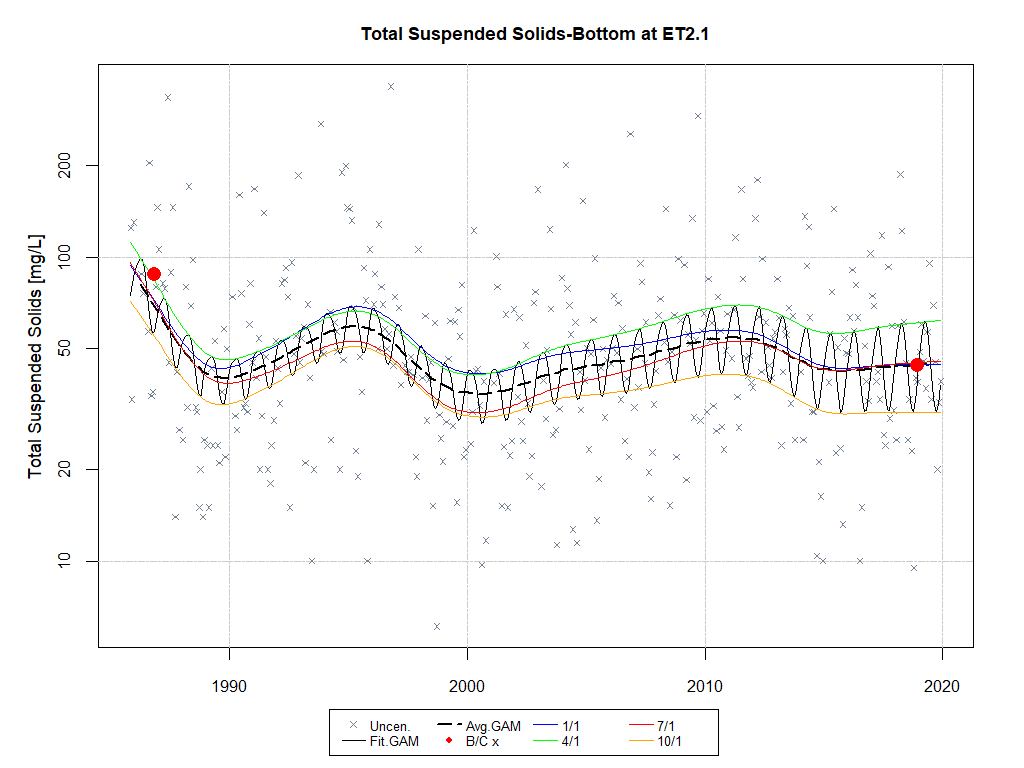 Total Suspended Solids-Bottom at ET2.1
Total Suspended Solids [mg/L]
200
100
50
20
10
1990 2000 2010 2020
Uncen. Avg.GAM 1/1 7/1
Fit.GAM B/C x 4/1 10/1